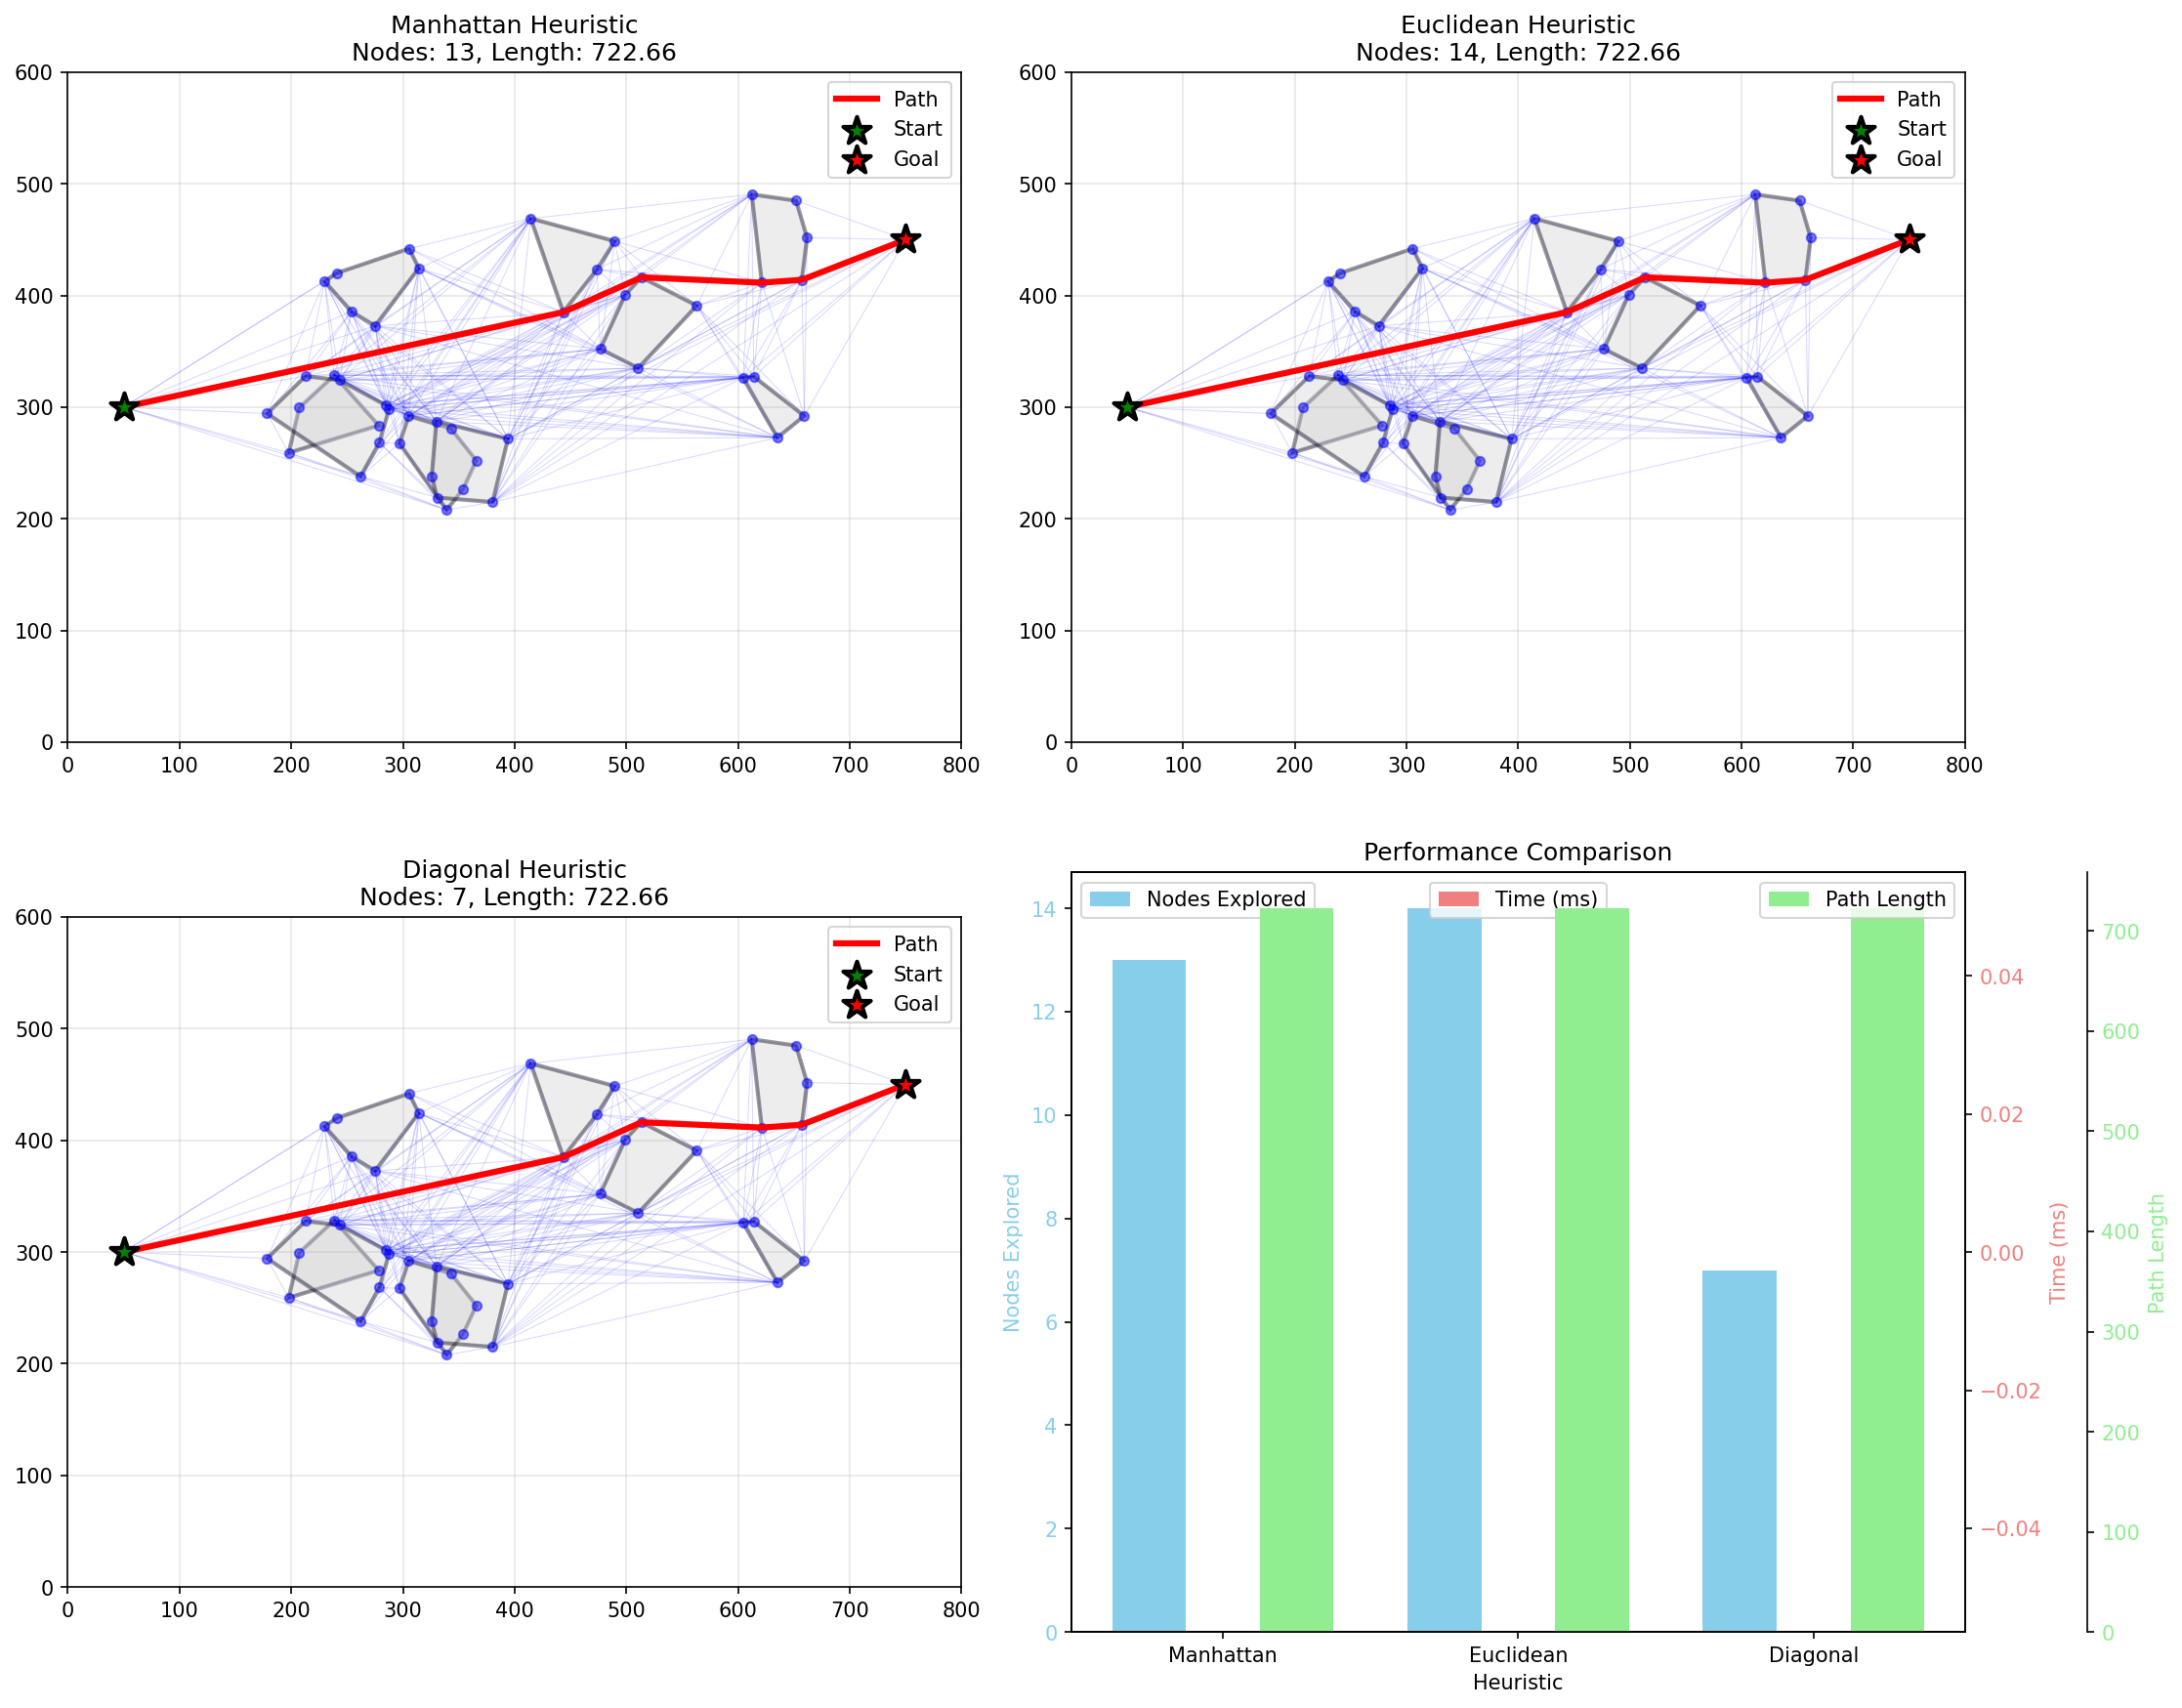 Manhattan Heuristic
Nodes: 13, Length: 722.66
600
500
400
300
200
100
0
0 100 200 300 400 500 600 700 800
Path
Start
Goal
Euclidean Heuristic
Nodes: 14, Length: 722.66
600
500
400
300
200
100
0
0 100 200 300 400 500 600 700 800
Path
Start
Goal
Diagonal Heuristic
Nodes: 7, Length: 722.66
600
500
400
300
200
100
0
0 100 200 300 400 500 600 700 800
Path
Start
Goal
Performance Comparison
Nodes Explored
Time (ms)
Path Length
14
12
10
8
6
4
2
0
Nodes Explored
0.04
0.02
0.00
−0.02
−0.04
Time (ms)
700
600
500
400
300
200
100
0
Path Length
Manhattan Euclidean Diagonal
Heuristic